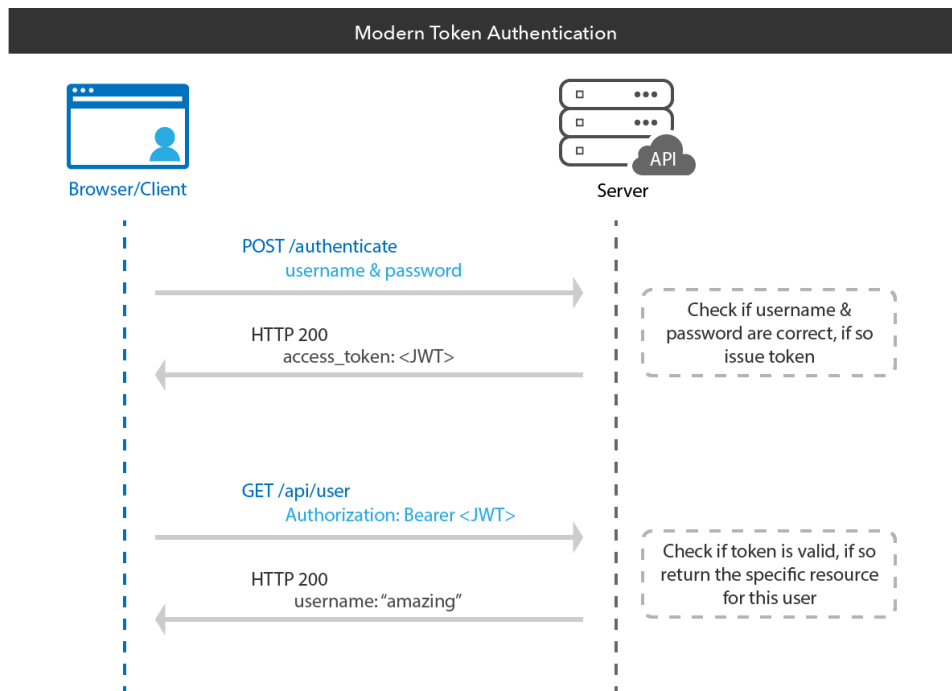 Modern Token Authentication
API
Browser/Client
Server
POST /authenticate
username & password
HTTP 200
access_token: <JWT>
Check if username &
password are correct, if so
issue token
GET /api/user
Authorization: Bearer <JWT>
HTTP 200
username: “amazing”
Check if token is valid, if so
return the specific resource
for this user